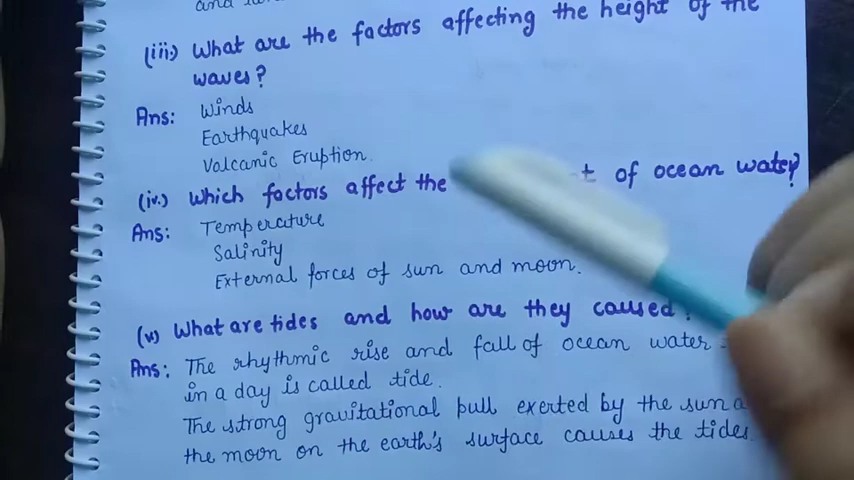 (iii) What are the factors affecting the height of the
waves?
Ans: Winds
Earthquakes
Valcanic Eruption.
(iv.) Which factors affect the of ocean water?
Ans: Temperature
Salinity
External forces of sun and moon.
(v) What are tides and how are they caused?
Ans: The rhythmic rise and fall of ocean water
in a day is called tide.
The strong gravitational pull exerted by the sun
the moon on the earth's surface causes the tides